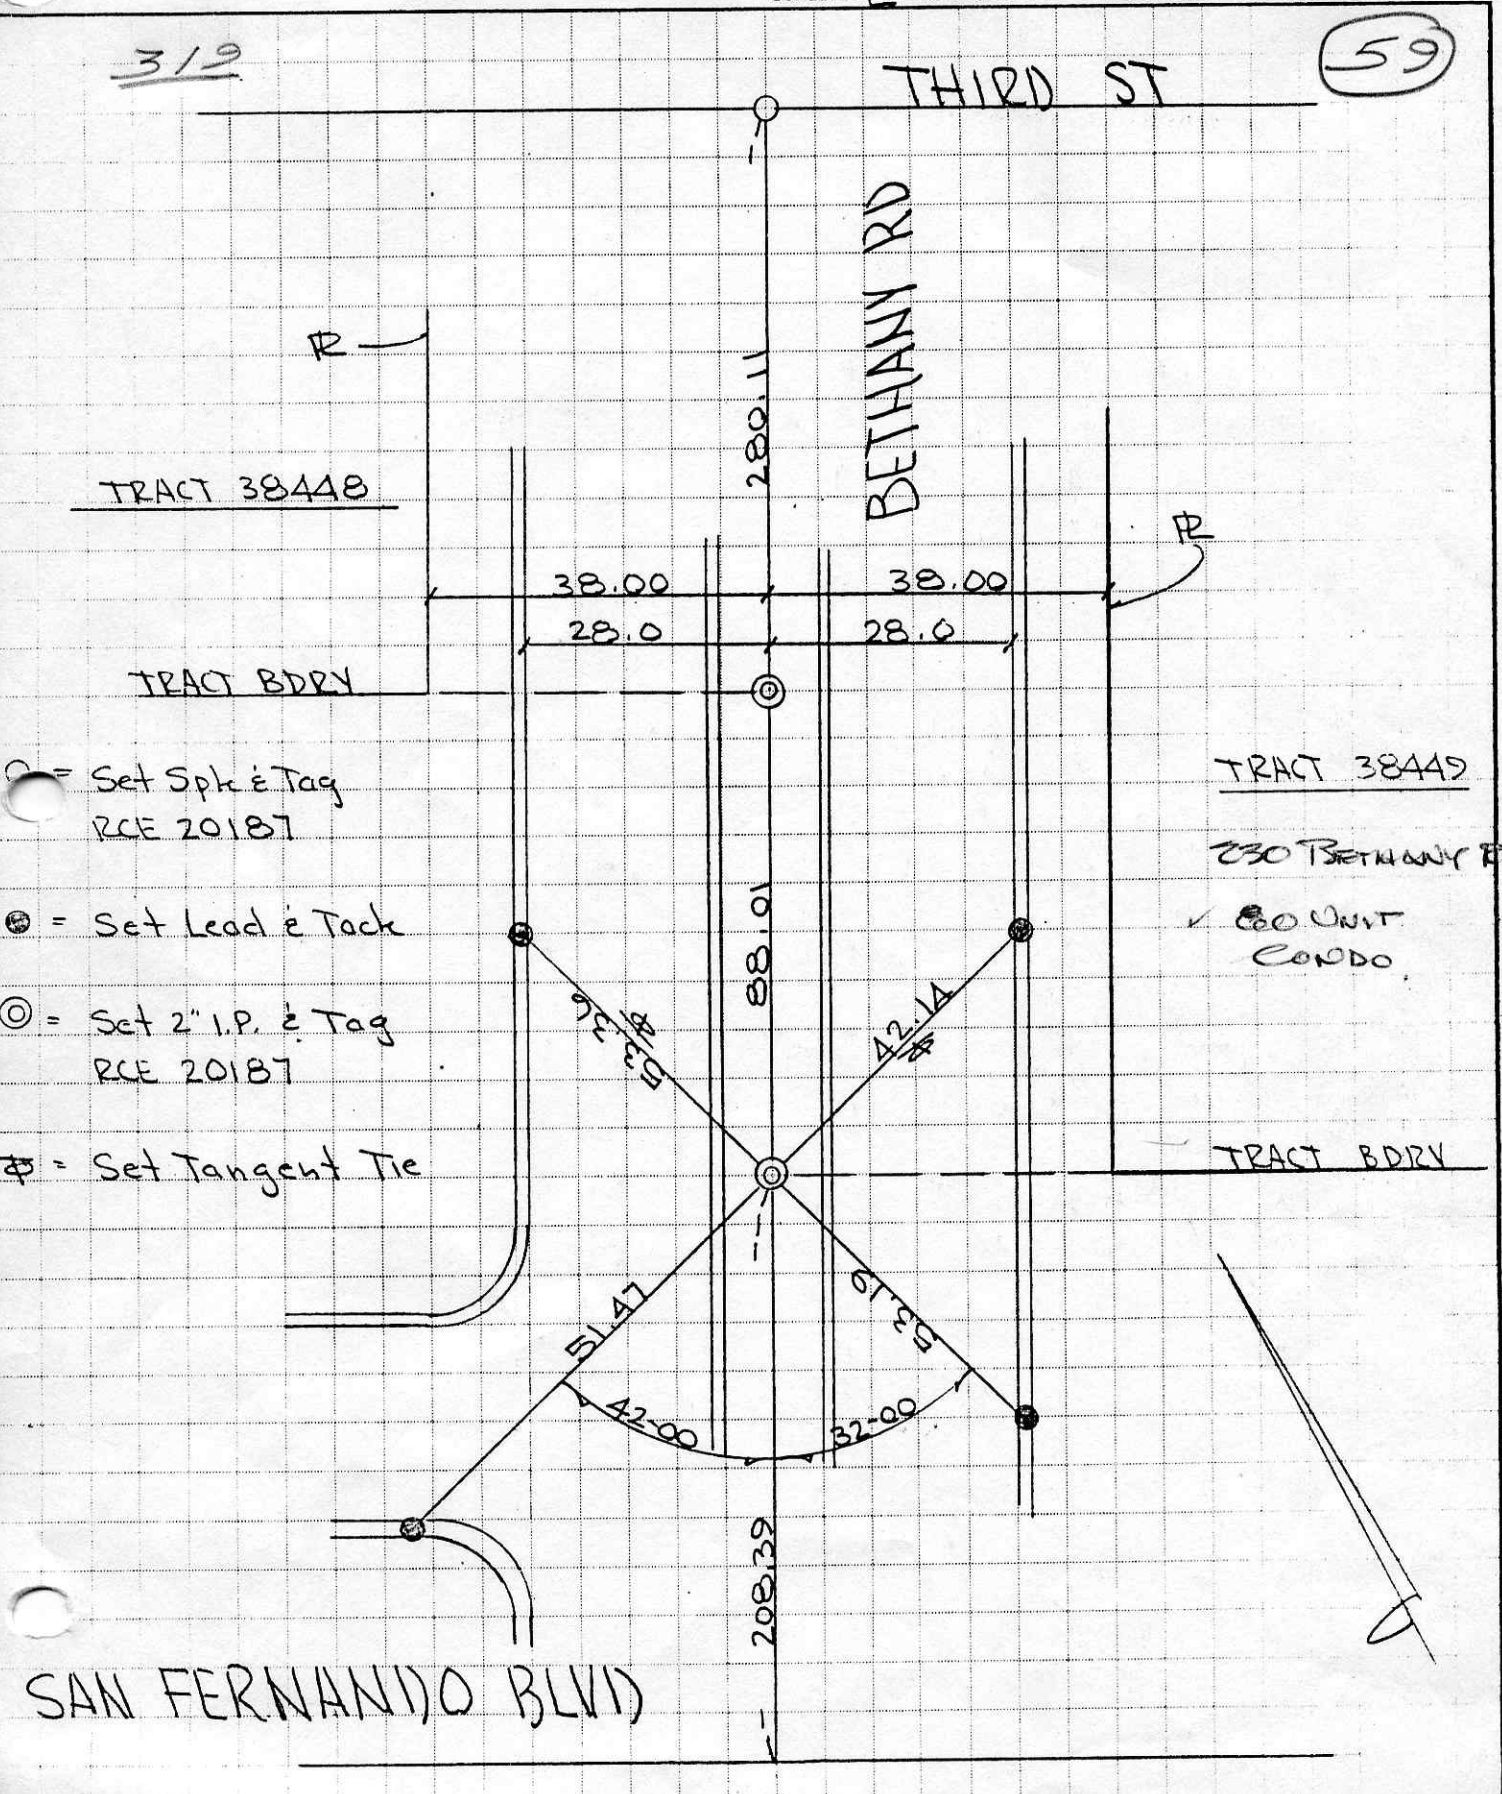 319
59
THIRD ST
BETHANY RD
280.11
PL
TRACT 38448
PL
38.00
38.00
28.0
28.0
TRACT BDRY
= Set Spk & Tag
RCE 20187
TRACT 38449
230 BETHANY
80 UNIT
CONDO.
= Set Lead & Tack
88.01
53.36
42.14
= Set 2" I.P. & Tag
RCE 20187
= Set Tangent Tie
TRACT BDRY
51.47
53.19
42-00
32-00
208.39
SAN FERNANDO BLVD